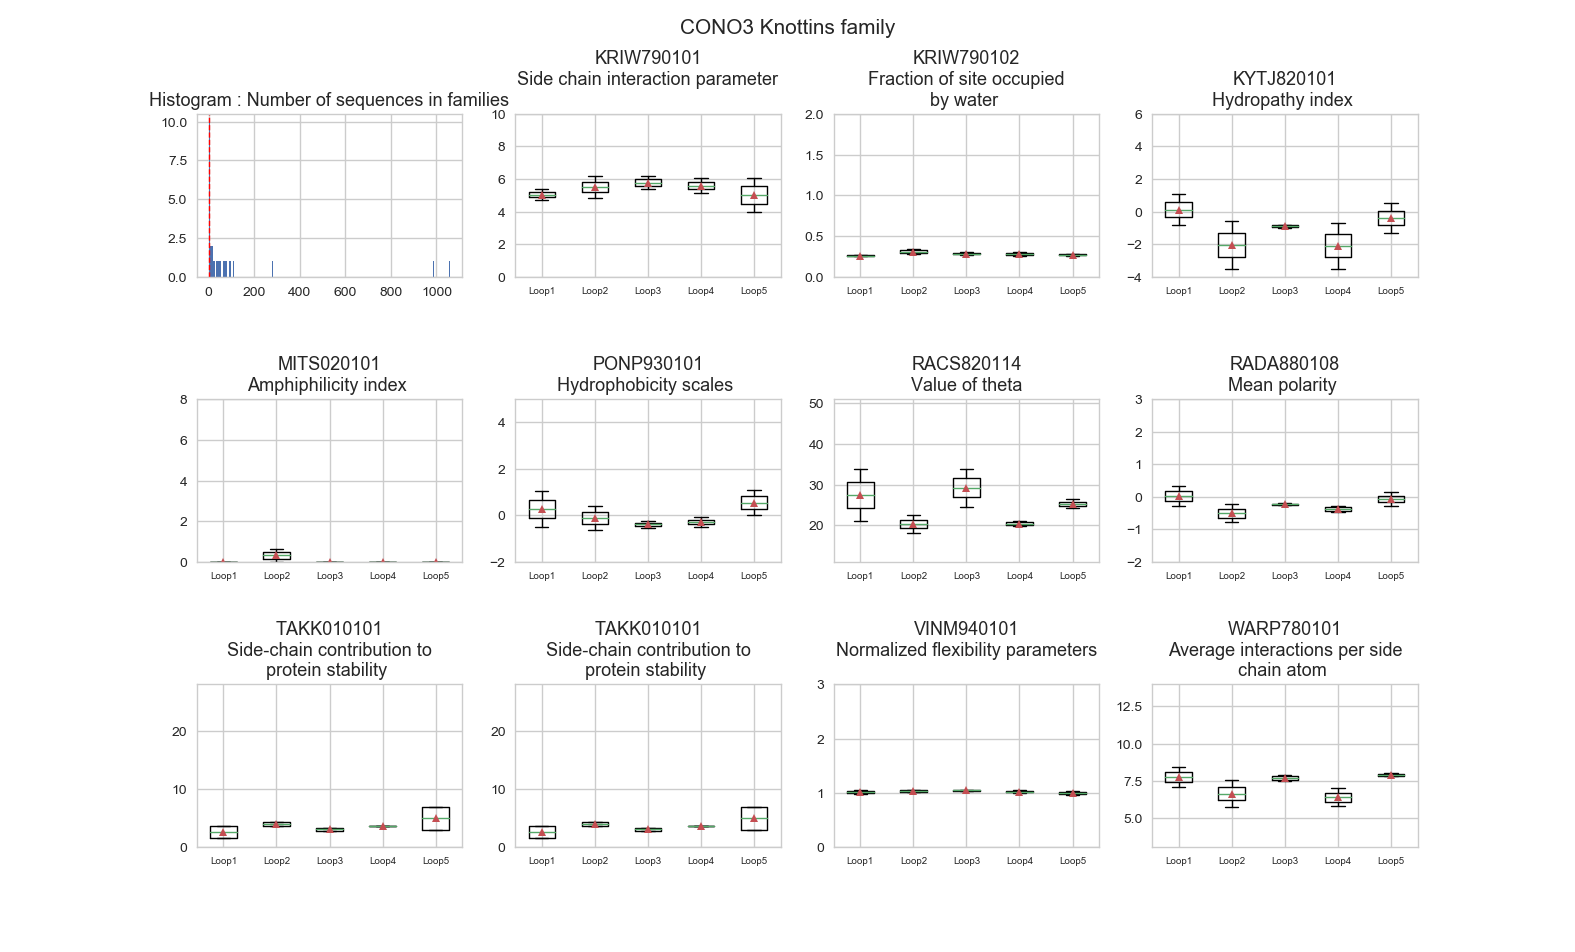 CONO3 Knottins family
Histogram : Number of sequences in families
10.0
7.5
5.0
2.5
0.0
0 200 400 600 800 1000
KRIW790101
Side chain interaction parameter
10
8
6
4
2
0
Loop1 Loop2 Loop3 Loop4 Loop5
KRIW790102
Fraction of site occupied
by water
2.0
1.5
1.0
0.5
0.0
Loop1 Loop2 Loop3 Loop4 Loop5
KYTJ820101
Hydropathy index
6
4
2
0
−2
−4
Loop1 Loop2 Loop3 Loop4 Loop5
MITS020101
Amphiphilicity index
8
6
4
2
0
Loop1 Loop2 Loop3 Loop4 Loop5
PONP930101
Hydrophobicity scales
4
2
0
−2
Loop1 Loop2 Loop3 Loop4 Loop5
RACS820114
Value of theta
50
40
30
20
Loop1 Loop2 Loop3 Loop4 Loop5
RADA880108
Mean polarity
3
2
1
0
−1
−2
Loop1 Loop2 Loop3 Loop4 Loop5
TAKK010101
Side-chain contribution to
protein stability
20
10
0
Loop1 Loop2 Loop3 Loop4 Loop5
TAKK010101
Side-chain contribution to
protein stability
20
10
0
Loop1 Loop2 Loop3 Loop4 Loop5
VINM940101
Normalized flexibility parameters
3
2
1
0
Loop1 Loop2 Loop3 Loop4 Loop5
WARP780101
Average interactions per side
chain atom
12.5
10.0
7.5
5.0
Loop1 Loop2 Loop3 Loop4 Loop5